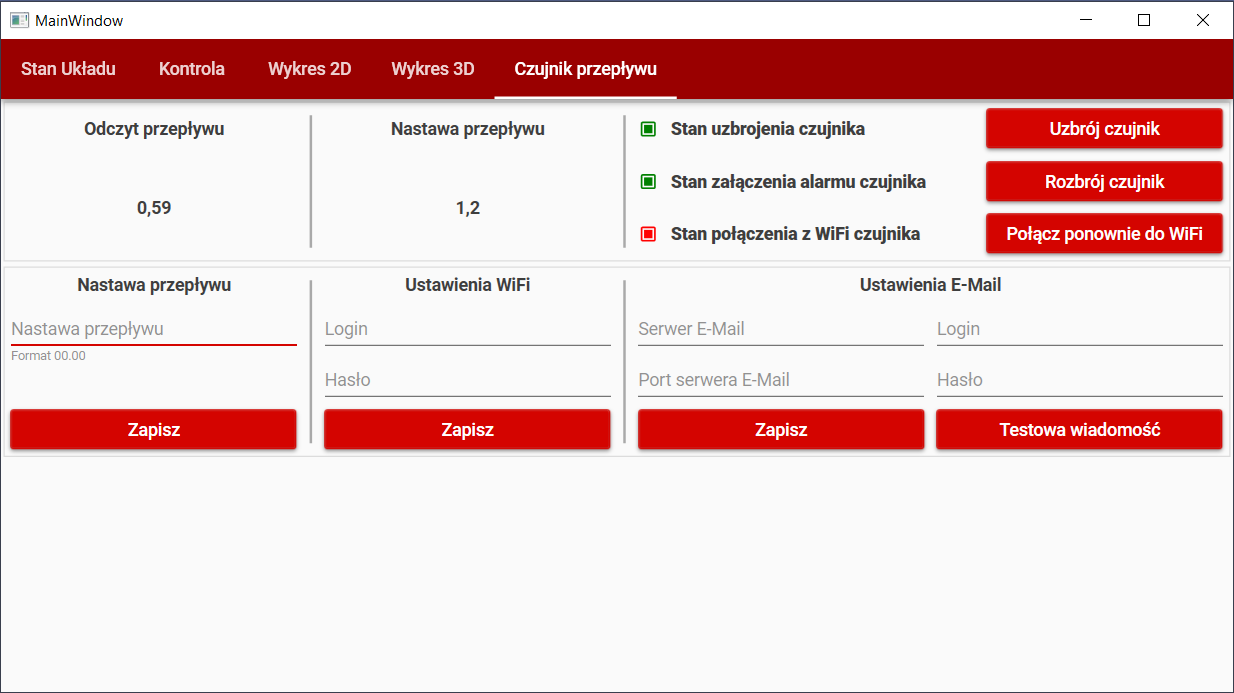 MainWindow
Stan Układu Kontrola Wykres 2D Wykres 3D Czujnik przepływu
Odczyt przepływu
0,59
Nastawa przepływu
1,2
Stan uzbrojenia czujnika
Uzbrój czujnik
Stan załączenia alarmu czujnika
Rozbrój czujnik
Stan połączenia z WiFi czujnika
Połącz ponownie do WiFi
Nastawa przepływu
Nastawa przepływu
Format 00.00
Zapisz
Ustawienia WiFi
Login
Hasło
Zapisz
Ustawienia E-Mail
Serwer E-Mail
Login
Port serwera E-Mail
Hasło
Zapisz
Testowa wiadomość